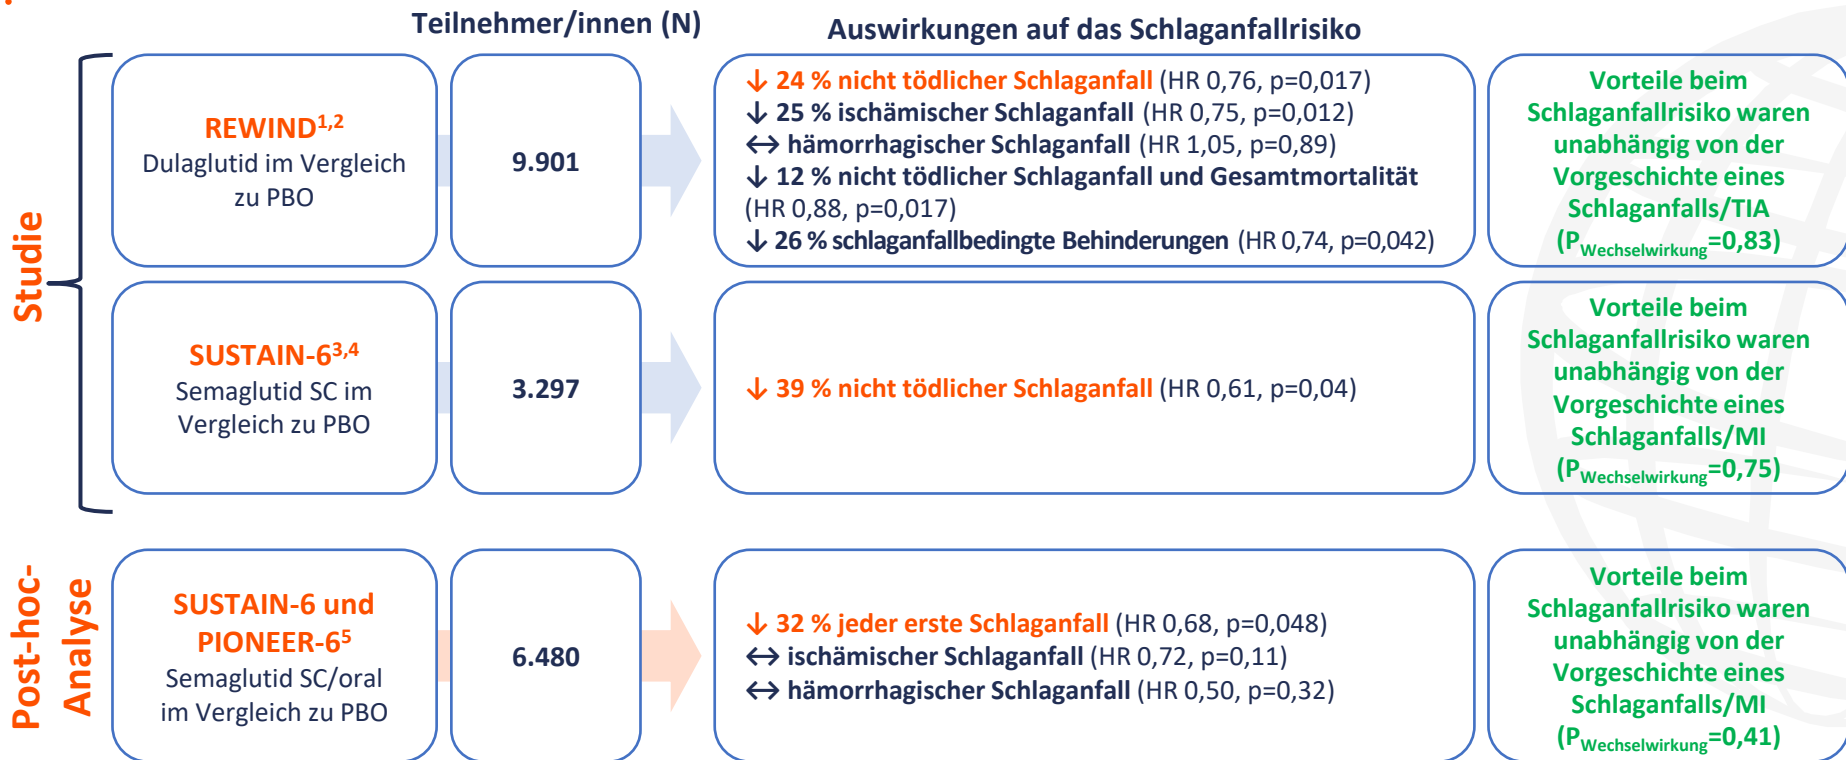 Teilnehmer/innen (N)
Auswirkungen auf das Schlaganfallrisiko
Studie
REWIND1,2
Dulaglutid im Vergleich
zu PBO
9.901
↓ 24 % nicht tödlicher Schlaganfall (HR 0,76, p=0,017)
↓ 25 % ischämischer Schlaganfall (HR 0,75, p=0,012)
↔ hämorrhagischer Schlaganfall (HR 1,05, p=0,89)
↓ 12 % nicht tödlicher Schlaganfall und Gesamtmortalität
(HR 0,88, p=0,017)
↓ 26 % schlaganfallbedingte Behinderungen (HR 0,74, p=0,042)
Vorteile beim
Schlaganfallrisiko waren
unabhängig von der
Vorgeschichte eines
Schlaganfalls/TIA
(PWechselwirkung=0,83)
SUSTAIN-63,4
Semaglutid SC im
Vergleich zu PBO
3.297
↓ 39 % nicht tödlicher Schlaganfall (HR 0,61, p=0,04)
Vorteile beim
Schlaganfallrisiko waren
unabhängig von der
Vorgeschichte eines
Schlaganfalls/MI
(PWechselwirkung=0,75)
Post-hoc-
Analyse
SUSTAIN-6 und
PIONEER-65
Semaglutid SC/oral
im Vergleich zu PBO
6.480
↓ 32 % jeder erste Schlaganfall (HR 0,68, p=0,048)
↔ ischämischer Schlaganfall (HR 0,72, p=0,11)
↔ hämorrhagischer Schlaganfall (HR 0,50, p=0,32)
Vorteile beim
Schlaganfallrisiko waren
unabhängig von der
Vorgeschichte eines
Schlaganfalls/MI
(PWechselwirkung=0,41)